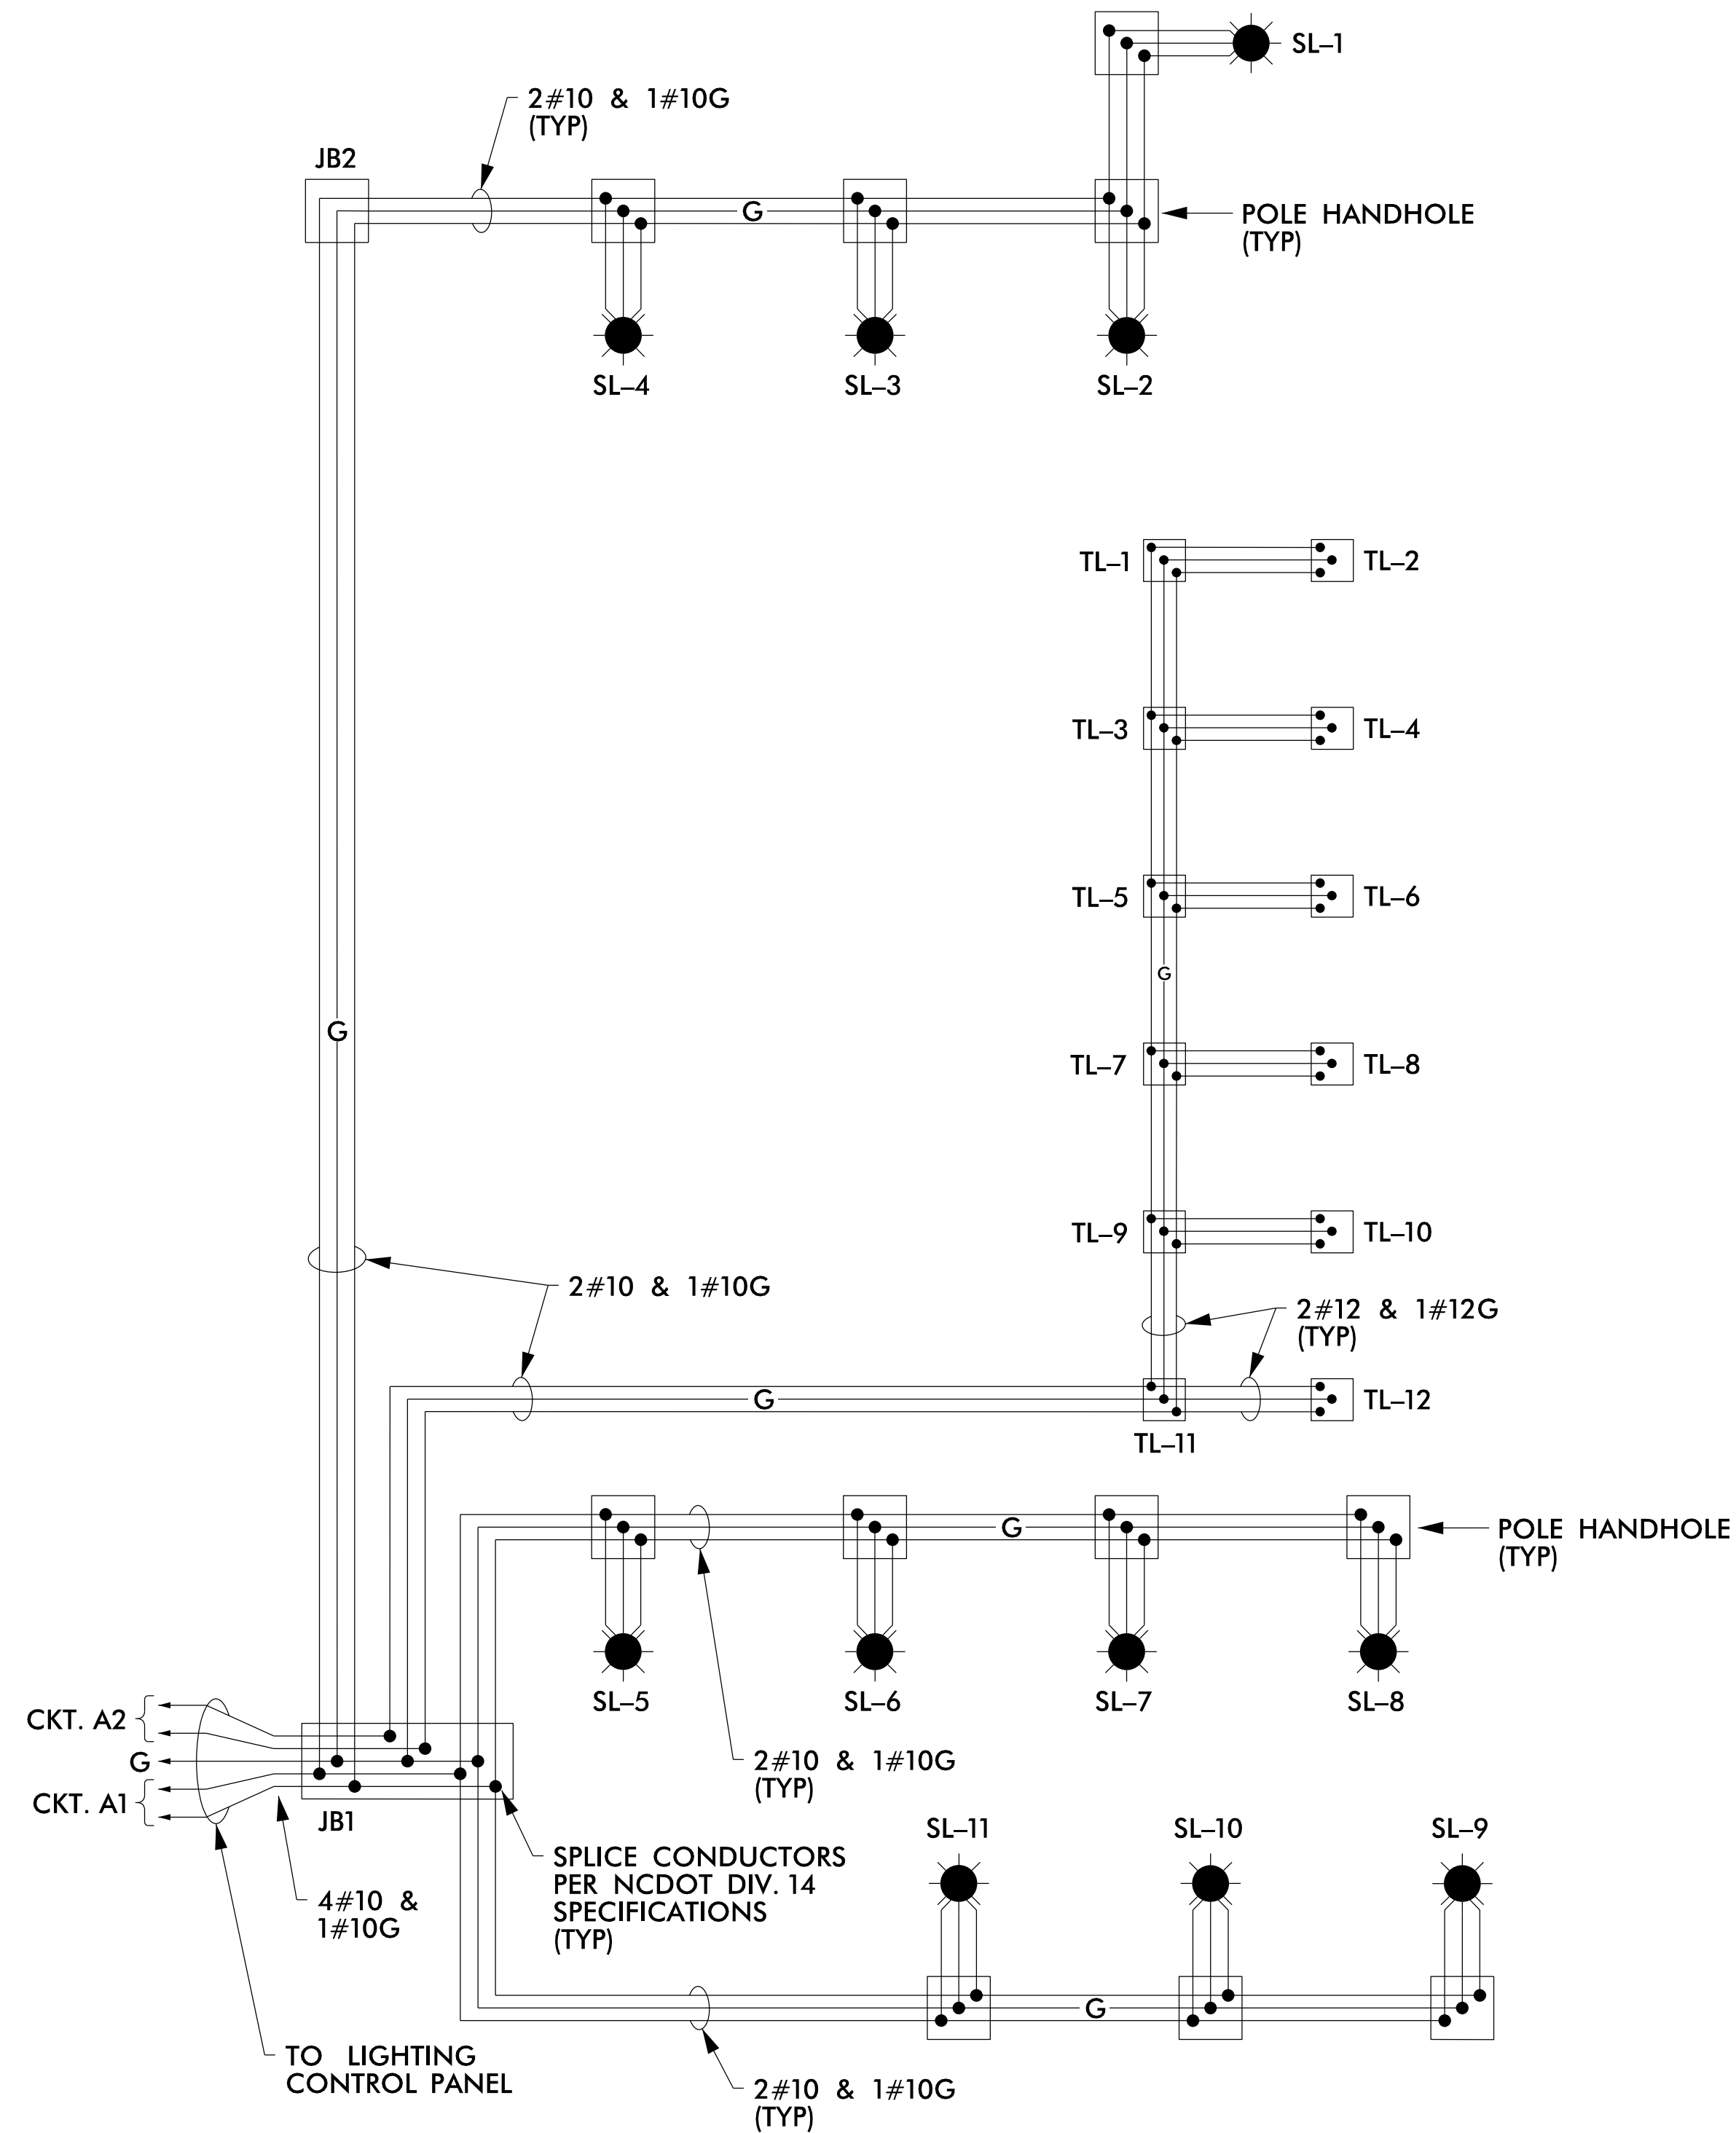 SL–1
2#10 & 1#10G
(TYP)
JB2
G
POLE HANDHOLE
(TYP)
SL–4
SL–3
SL–2
TL–1
TL–2
TL–3
TL–4
TL–5
TL–6
G
G
TL–7
TL–8
TL–9
TL–10
2#10 & 1#10G
2#12 & 1#12G
(TYP)
G
TL–12
TL–11
G
POLE HANDHOLE
(TYP)
SL–5
SL–6
SL–7
SL–8
CKT. A2
G
CKT. A1
2#10 & 1#10G
(TYP)
JB1
SL–11
SL–10
SL–9
SPLICE CONDUCTORS
PER NCDOT DIV. 14
SPECIFICATIONS
(TYP)
4#10 &
1#10G
G
TO LIGHTING
CONTROL PANEL
2#10 & 1#10G
(TYP)